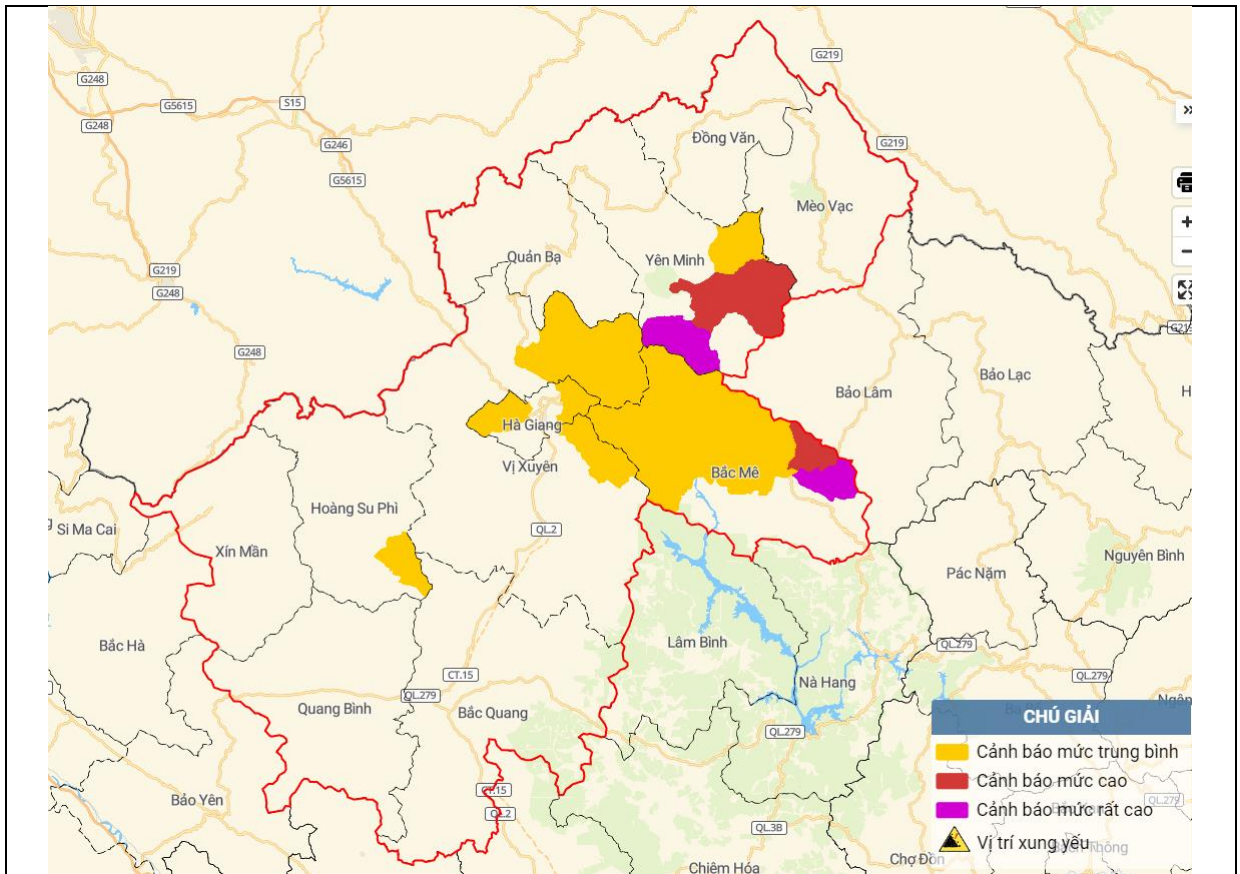 G248
G5615
S15
G248
G246
G5615
G219
G219
Đồng Văn
Mèo Vạc
Quản Bạ
Yên Minh
G219
G248
G248
Bảo Lâm
Bảo Lạc
Hà Giang
Vị Xuyên
Bắc Mê
Hoàng Su Phì
QL.2
Si Ma Cai
Xín Mần
Nguyên Bình
Pác Nặm
Bắc Hà
Lâm Bình
QL.279
CT.15
Nà Hang
QL.279
QL.279
Quang Bình
Bắc Quang
QL.279
CHÚ GIẢI
Cảnh báo mức trung bình
Cảnh báo mức cao
Cảnh báo mức rất cao
Vị trí xung yếu
Bảo Yên
CT.15
QL.2
QL.279
QL.3B
Chợ Đồn
Chiêm Hóa